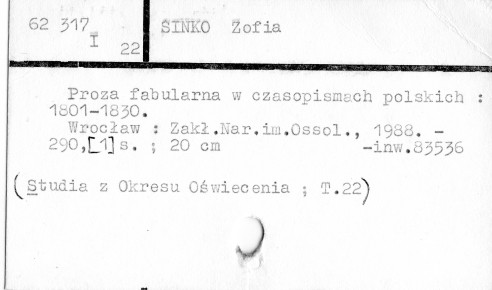 62 317
I 22
SINKO Zofia
Proza fabularna w czasopismach polskich :
1801-1830.
Wrocław : Zakł.Nar.im.Ossol., 1988. -
290,[1]s. ; 20 cm -inw.83536
(Studia z Okresu Oświecenia ; T.22)